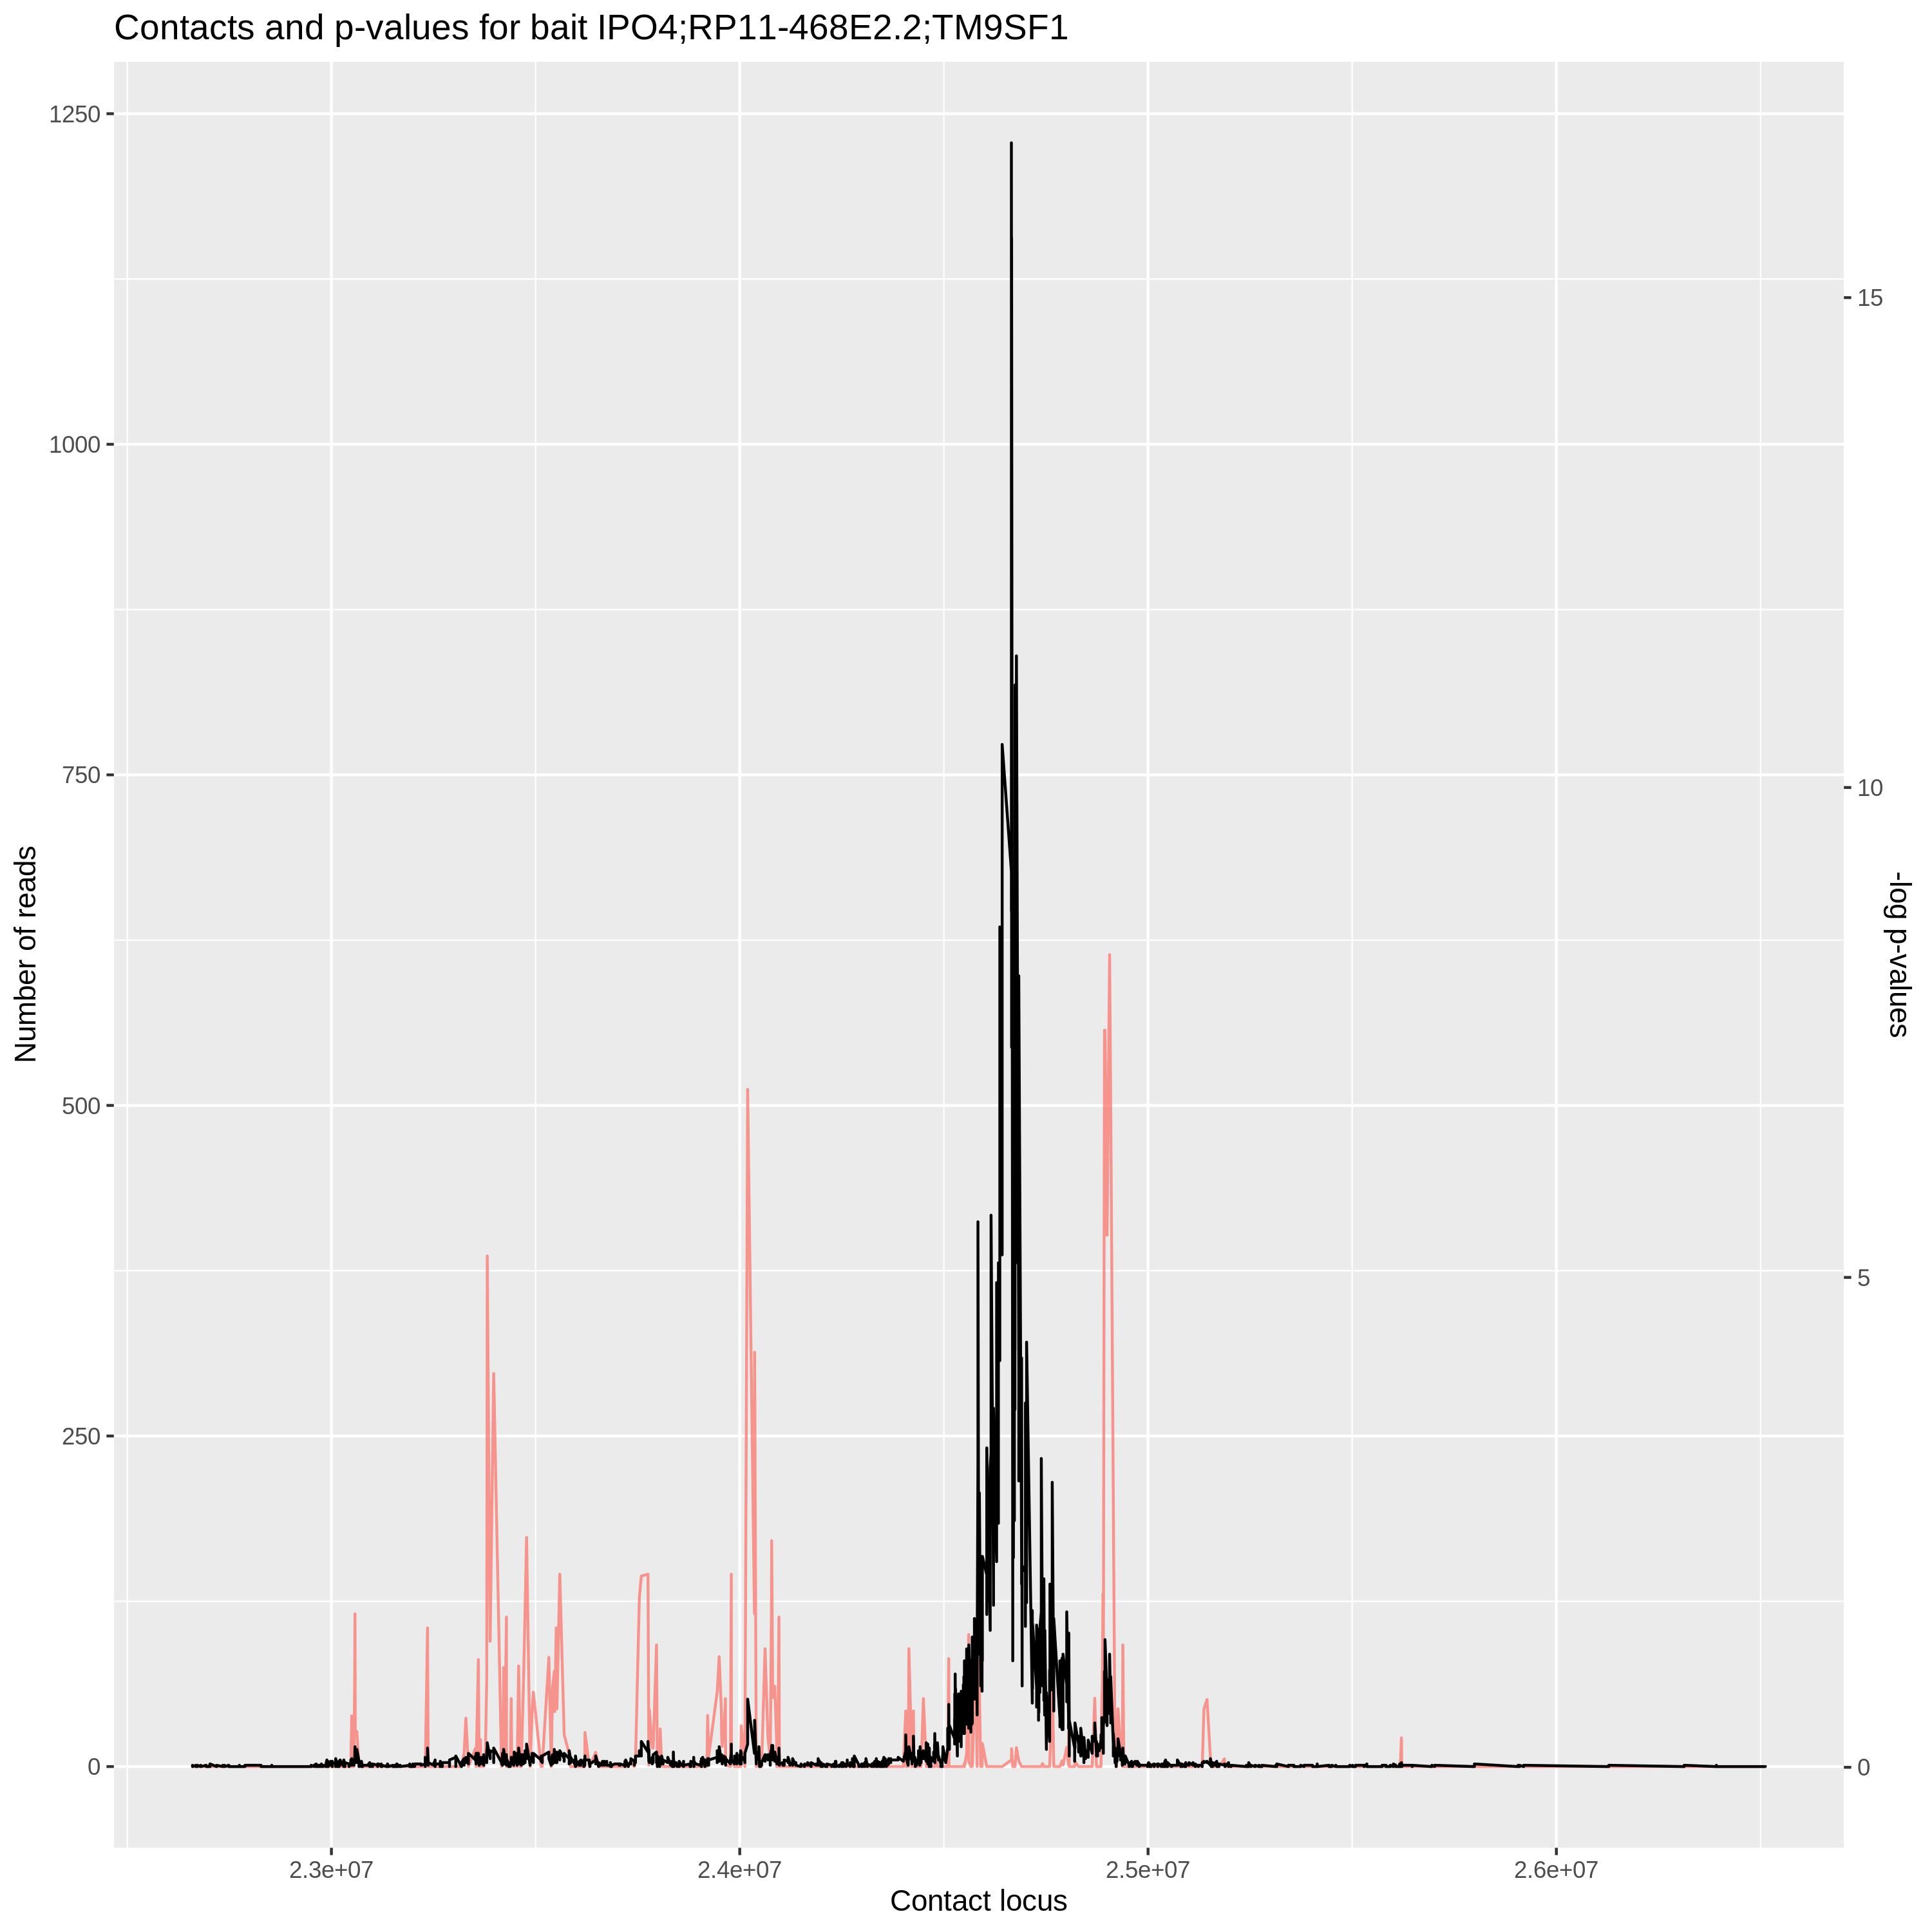 Contacts and p-values for bait IPO4;RP11-468E2.2;TM9SF1
1250
1000
750
500
250
0
Number of reads
15
10
5
0
-log p-values
2.3e+07
2.4e+07
2.5e+07
2.6e+07
Contact locus